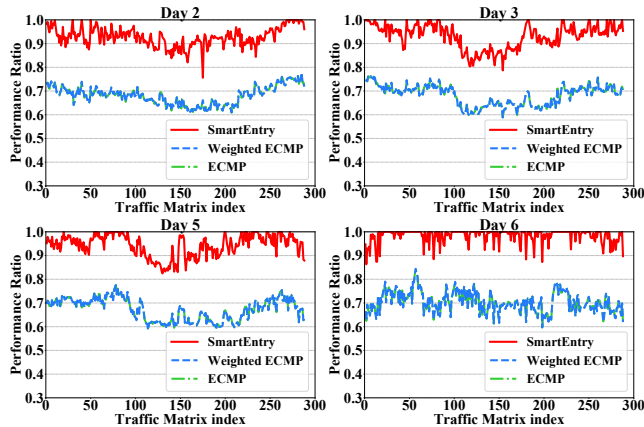 Day 2
Performance Ratio
1.0
0.9
0.8
0.7
0.6
0.5
0.4
0.3
SmartEntry
Weighted ECMP
ECMP
0 50 100 150 200 250 300
Traffic Matrix index
Day 3
Performance Ratio
1.0
0.9
0.8
0.7
0.6
0.5
0.4
0.3
SmartEntry
Weighted ECMP
ECMP
0 50 100 150 200 250 300
Traffic Matrix index
Day 5
Performance Ratio
1.0
0.9
0.8
0.7
0.6
0.5
0.4
0.3
SmartEntry
Weighted ECMP
ECMP
0 50 100 150 200 250 300
Traffic Matrix index
Day 6
Performance Ratio
1.0
0.9
0.8
0.7
0.6
0.5
0.4
0.3
SmartEntry
Weighted ECMP
ECMP
0 50 100 150 200 250 300
Traffic Matrix index